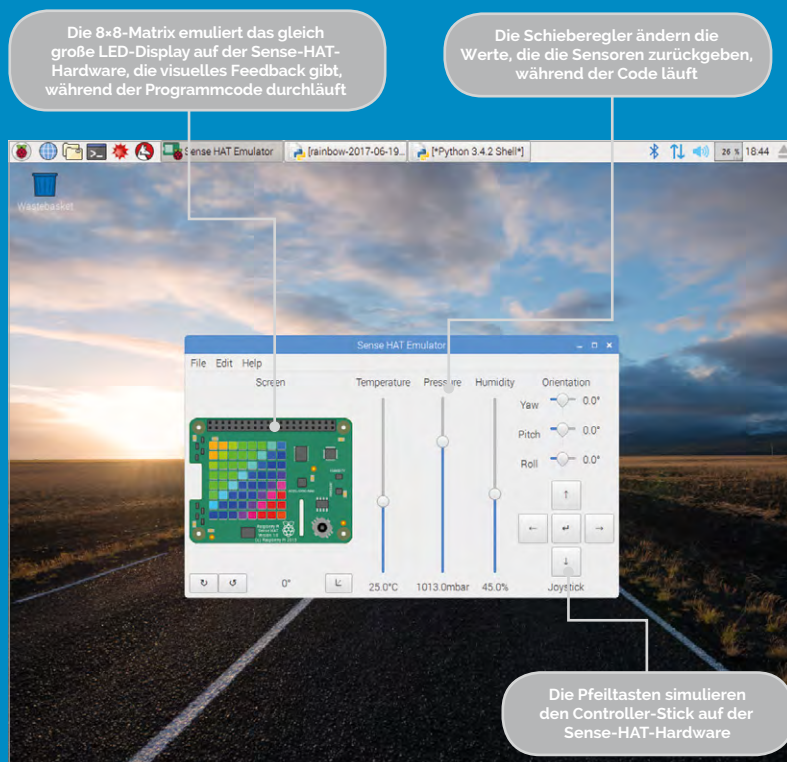 Die 8×8-Matrix emuliert das gleich
große LED-Display auf der Sense-HAT-
Hardware, die visuelles Feedback gibt,
während der Programmcode durchläuft
Die Schieberegler ändern die
Werte, die die Sensoren zurückgeben,
während der Code läuft
Sense HAT Emulator
[rainbow-2017-06-19...
[*Python 3.4.2 Shell*]
26 %
18:44
Wastebasket
Sense HAT Emulator
File Edit Help
Screen
Temperature
Pressure
Humidity
Orientation
Yaw 0.0°
Pitch 0.0°
Roll 0.0°
↑
← ↵ →
↓
0°
25.0°C
1013.0mbar
45.0%
Joystick
Die Pfeiltasten simulieren
den Controller-Stick auf der
Sense-HAT-Hardware